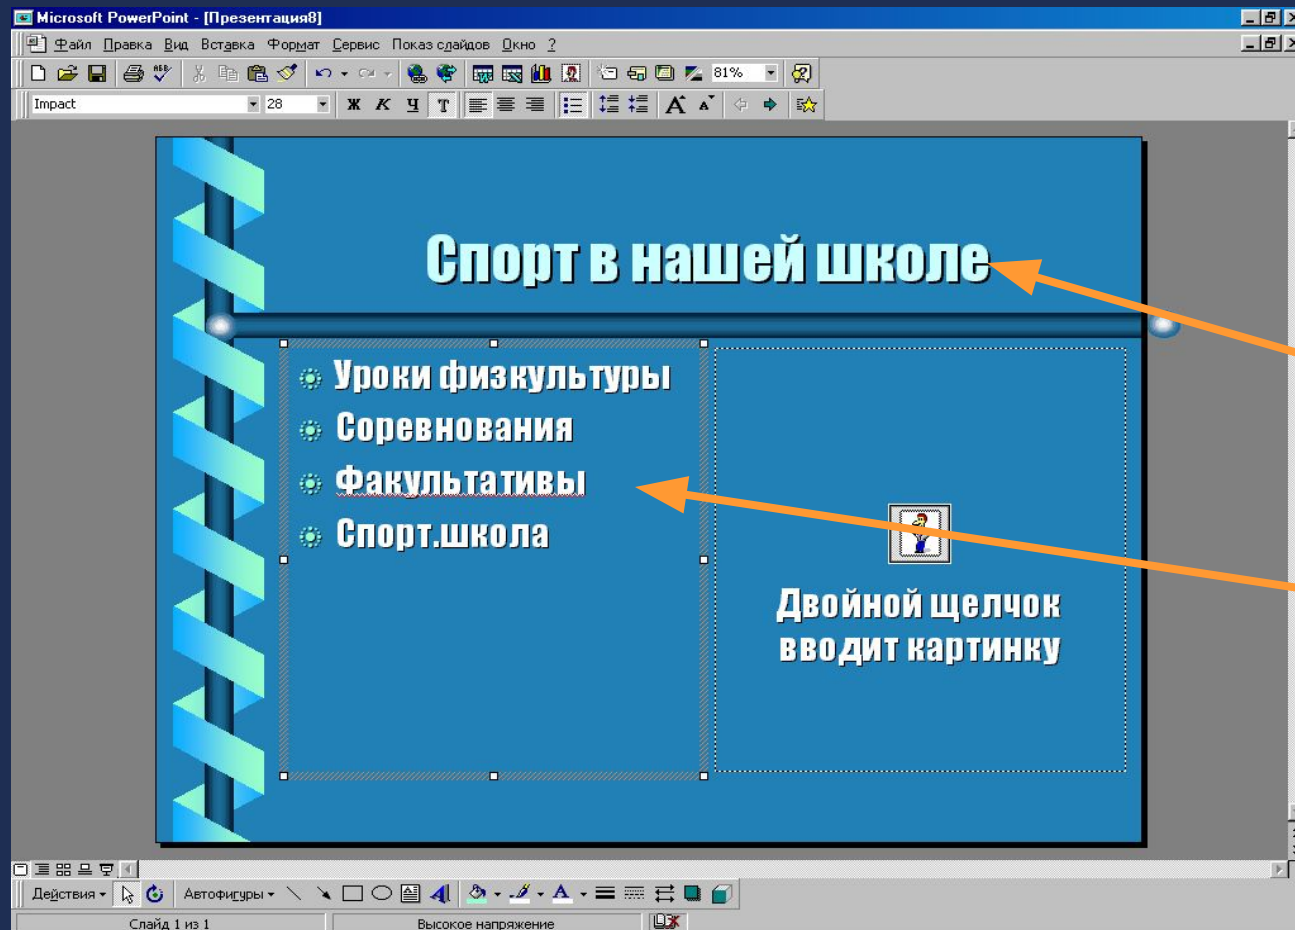 Microsoft PowerPoint - [Презентация8]
Файл Правка Вид Вставка Формат Сервис Показ слайдов Окно ?
81%
Impact 28 Ж К Ч Т
Спорт в нашей школе
Уроки физкультуры
Соревнования
Факультативы
Спорт.школа
Двойной щелчок
вводит картинку
Действия Автофигуры
Слайд 1 из 1 Высокое напряжение